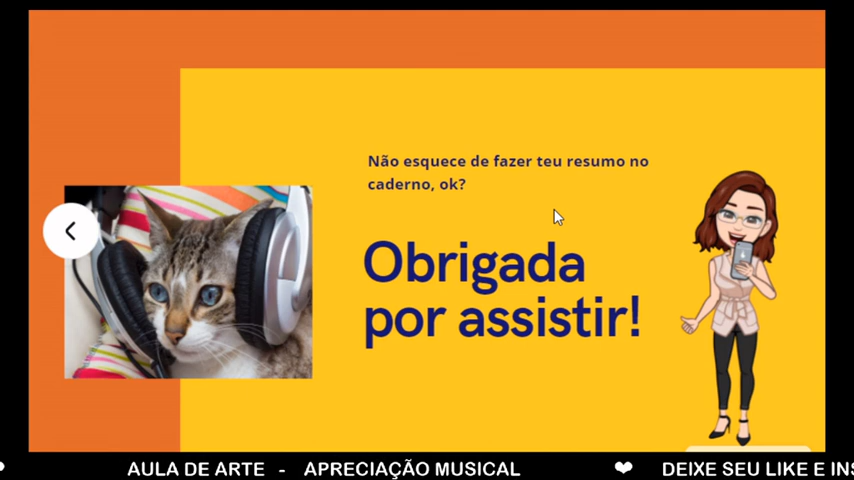 Não esquece de fazer teu resumo no
caderno, ok?
Obrigada
por assistir!
AULA DE ARTE - APRECIAÇÃO MUSICAL ❤ DEIXE SEU LIKE E